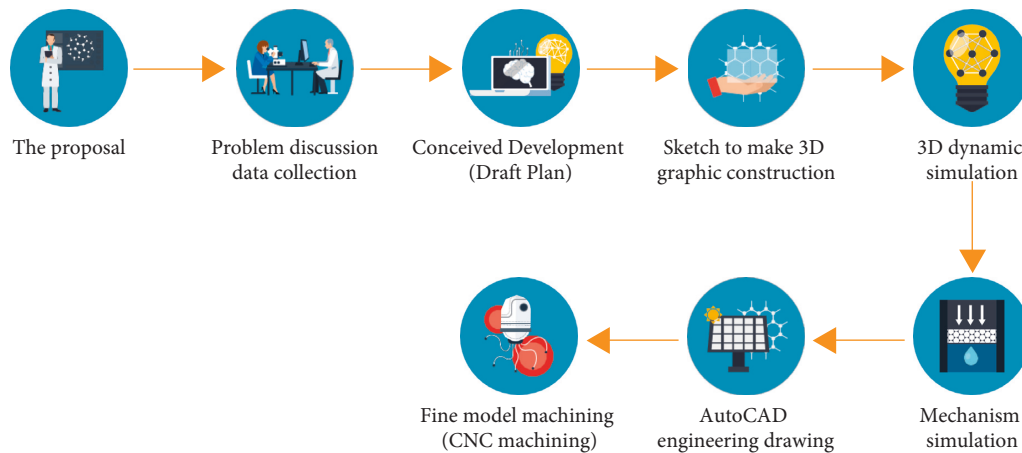 The proposal
Problem discussion
data collection
Conceived Development
(Draft Plan)
Sketch to make 3D
graphic construction
3D dynamic
simulation
Mechanism
simulation
AutoCAD
engineering drawing
Fine model machining
(CNC machining)